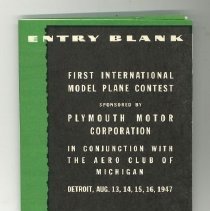 ENTRY BLANK
FIRST INTERNATIONAL
MODEL PLANE CONTEST
SPONSORED BY
PLYMOUTH MOTOR
CORPORATION
IN CONJUNCTION WITH
THE AERO CLUB OF
MICHIGAN
DETROIT, AUG. 13, 14, 15, 16, 1947